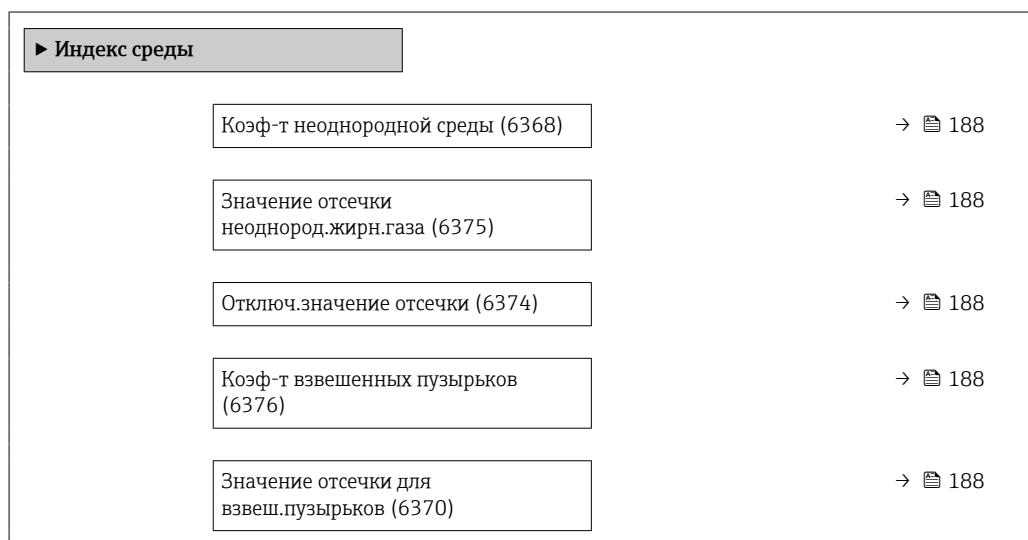 ► Индекс среды
Коэф-т неоднородной среды (6368) → 188
Значение отсечки → 188
неоднород.жирн.газа (6375)
Отключ.значение отсечки (6374) → 188
Коэф-т взвешенных пузырьков → 188
(6376)
Значение отсечки для → 188
взвеш.пузырьков (6370)